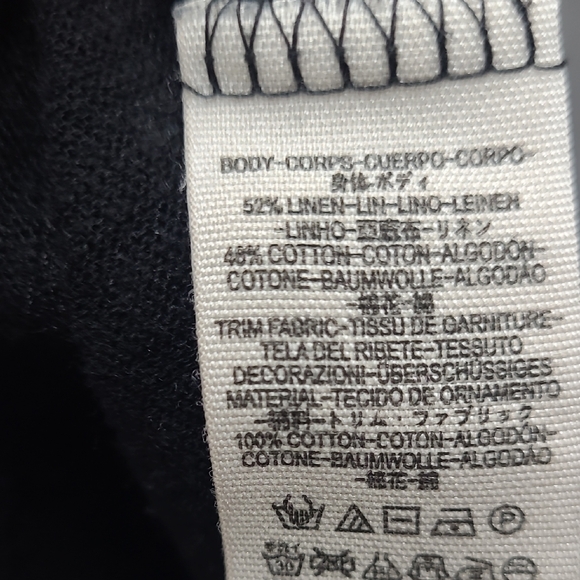 BODY-CORPS-CUERPO-CORPO-
身体-ボディ
52% LINEN-LIN-LINO-LEINEN
-LINHO-亞麻布-リネン
48% COTTON-COTON-ALGODÓN-
COTONE-BAUMWOLLE-ALGODÃO
-棉花-綿
TRIM FABRIC-TISSU DE GARNITURE-
TELA DEL RIBETE-TESSUTO
DECORAZIONI-ÜBERSCHÜSSIGES
MATERIAL-TECIDO DE ORNAMENTO
-トリム・ファブリック
100% COTTON-COTON-ALGODÓN-
COTONE-BAUMWOLLE-ALGODÃO
-棉花-綿
P
30